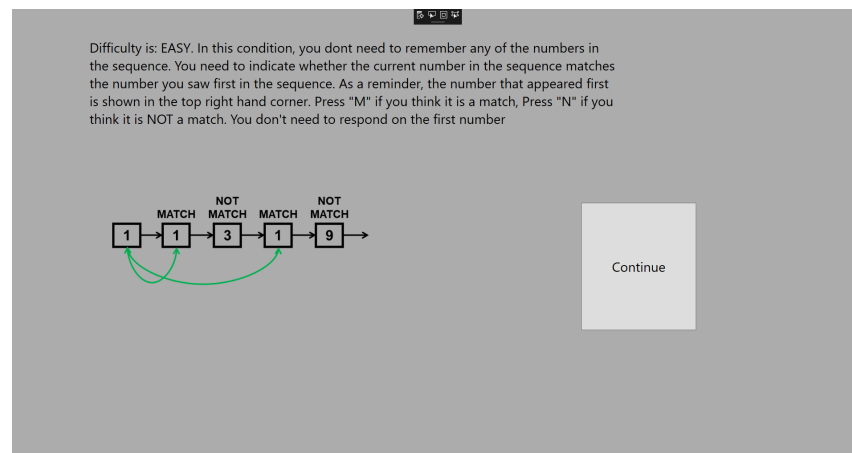 Difficulty is: EASY. In this condition, you dont need to remember any of the numbers in
the sequence. You need to indicate whether the current number in the sequence matches
the number you saw first in the sequence. As a reminder, the number that appeared first
is shown in the top right hand corner. Press "M" if you think it is a match, Press "N" if you
think it is NOT a match. You don't need to respond on the first number
MATCH NOT MATCH MATCH NOT MATCH
1 1 3 1 9
Continue